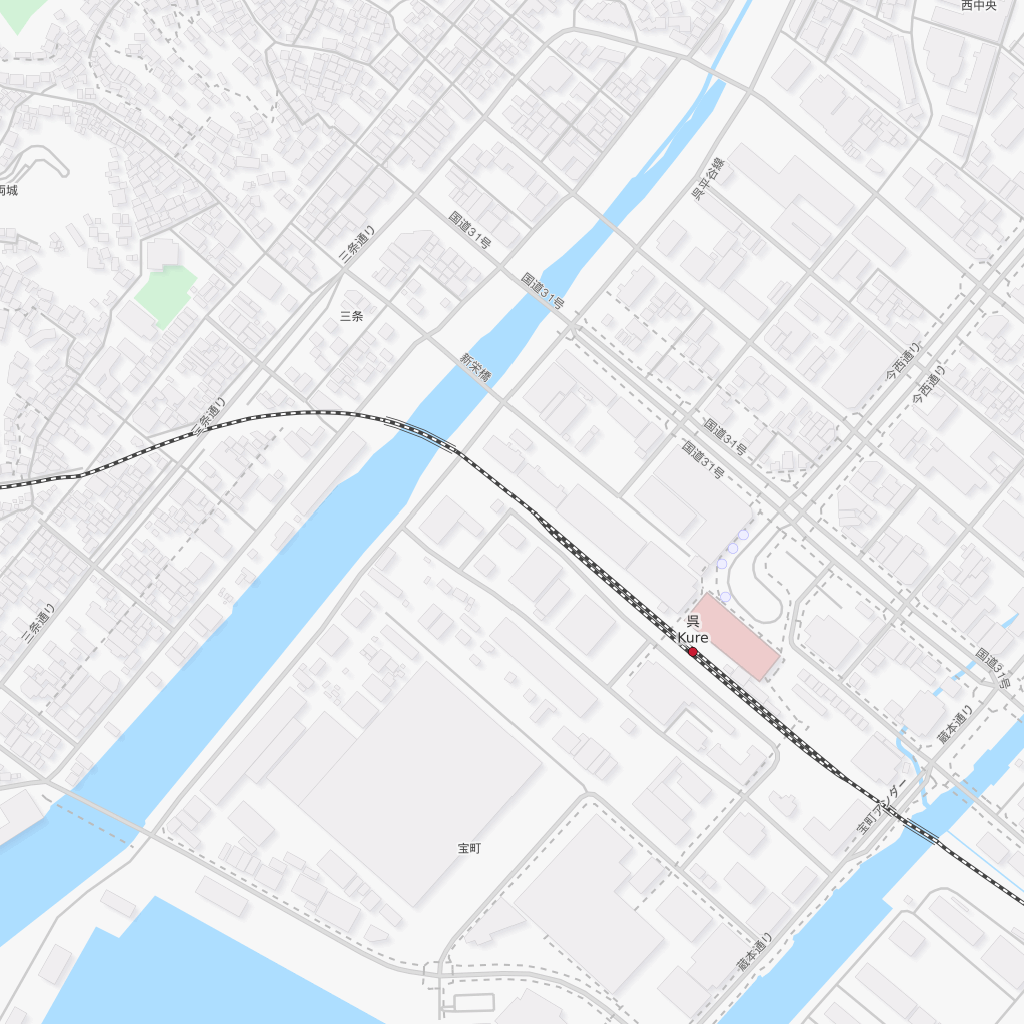 西中央
両城
呉平谷線
国道31号
三条通り
国道31号
三条
新栄橋
今西通り
今西通り
三条通り
国道31号
国道31号
三条通り
呉
Kure
国道31号
蔵本通り
宝町アンダー
宝町
蔵本通り